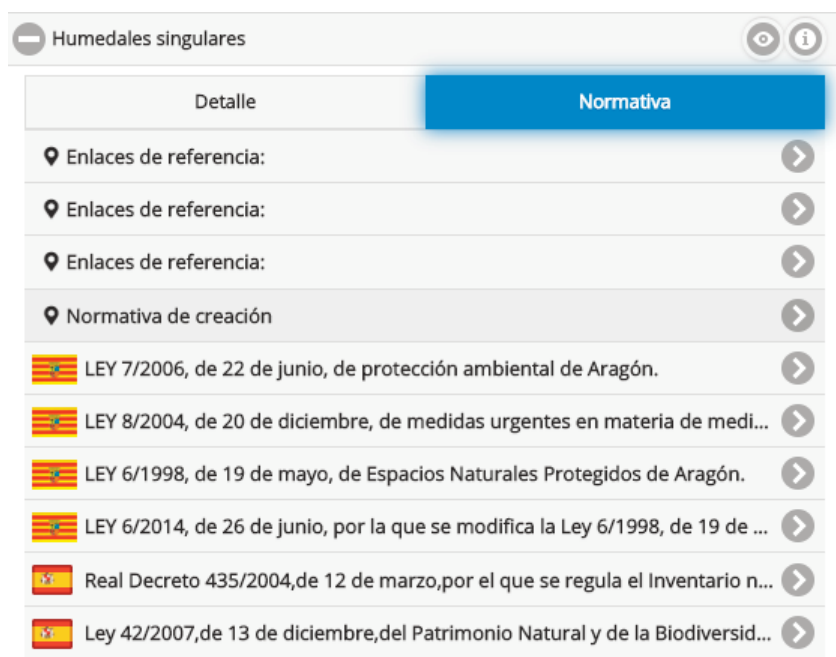 Humedales singulares
Detalle
Normativa
Enlaces de referencia:
Enlaces de referencia:
Enlaces de referencia:
Normativa de creación
LEY 7/2006, de 22 de junio, de protección ambiental de Aragón.
LEY 8/2004, de 20 de diciembre, de medidas urgentes en materia de medi...
LEY 6/1998, de 19 de mayo, de Espacios Naturales Protegidos de Aragón.
LEY 6/2014, de 26 de junio, por la que se modifica la Ley 6/1998, de 19 de ...
Real Decreto 435/2004,de 12 de marzo,por el que se regula el Inventario n...
Ley 42/2007,de 13 de diciembre,del Patrimonio Natural y de la Biodiversid...